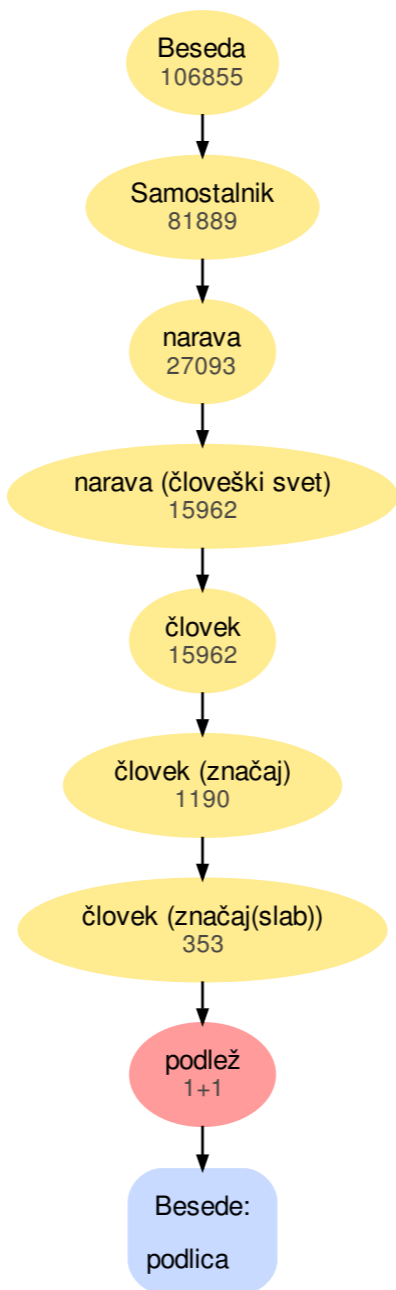 Beseda
106855
Samostalnik
81889
narava
27093
narava (človeški svet)
15962
človek
15962
človek (značaj)
1190
človek (značaj(slab))
353
podlež
1+1
Besede:
podlica